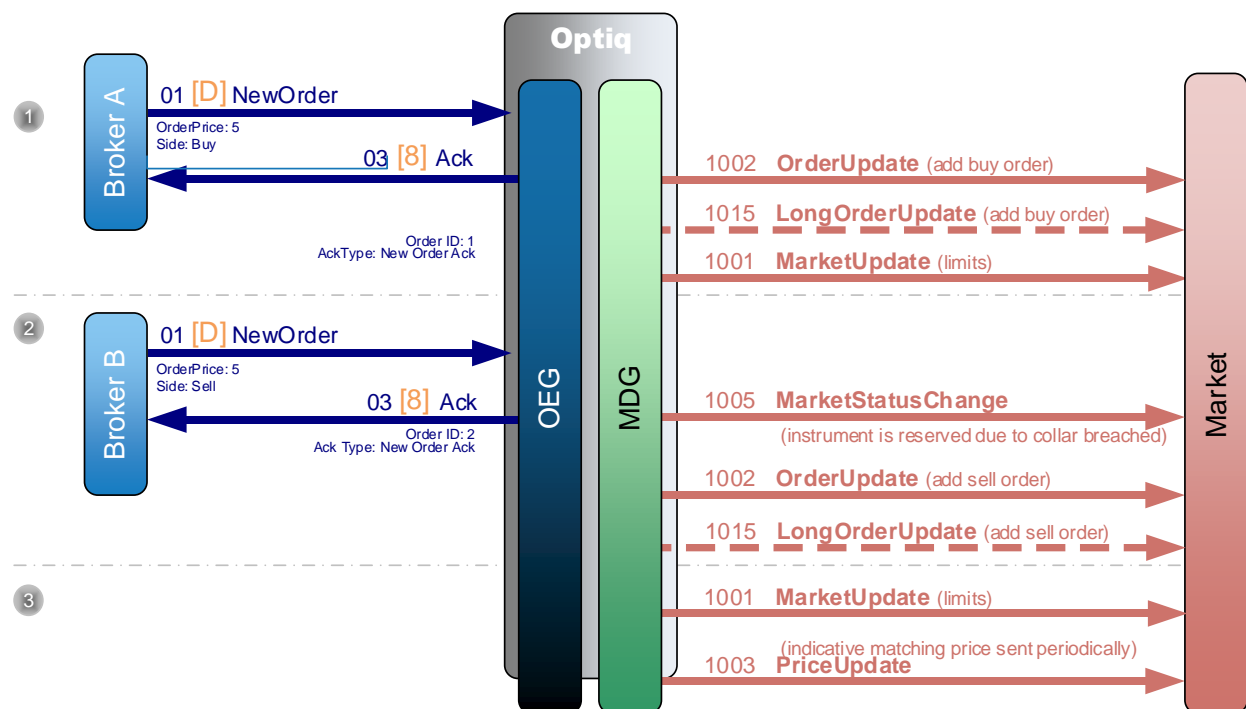 Optiq
1
Broker A
01 [D] NewOrder
OrderPrice: 5
Side: Buy
03 [8] Ack
Order ID: 1
AckType: New Order Ack
1002 OrderUpdate (add buy order)
1015 LongOrderUpdate (add buy order)
1001 MarketUpdate (limits)
OEG
MDG
Market
2
Broker B
01 [D] NewOrder
OrderPrice: 5
Side: Sell
03 [8] Ack
Order ID: 2
Ack Type: New Order Ack
1005 MarketStatusChange
(instrument is reserved due to collar breached)
1002 OrderUpdate (add sell order)
1015 LongOrderUpdate (add sell order)
3
1001 MarketUpdate (limits)
(indicative matching price sent periodically)
1003 PriceUpdate